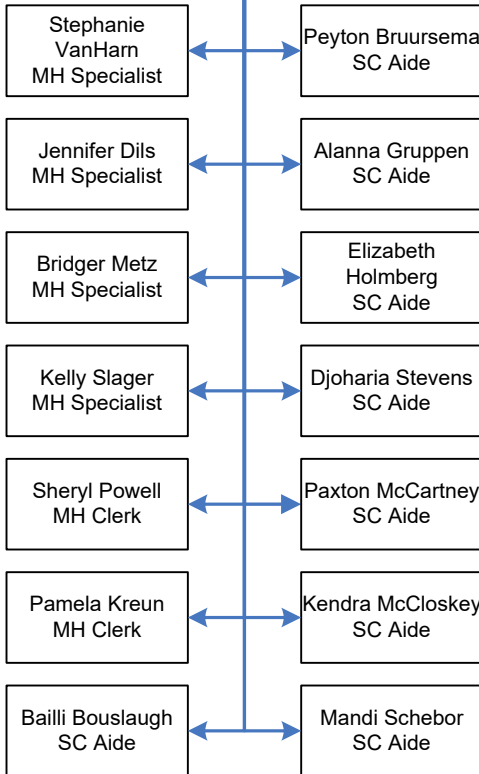 Stephanie
VanHarn
MH Specialist
Peyton Bruursema
SC Aide
Jennifer Dils
MH Specialist
Alanna Gruppen
SC Aide
Bridger Metz
MH Specialist
Elizabeth
Holmberg
SC Aide
Kelly Slager
MH Specialist
Djoharia Stevens
SC Aide
Sheryl Powell
MH Clerk
Paxton McCartney
SC Aide
Pamela Kreun
MH Clerk
Kendra McCloskey
SC Aide
Bailli Bouslaugh
SC Aide
Mandi Schebor
SC Aide